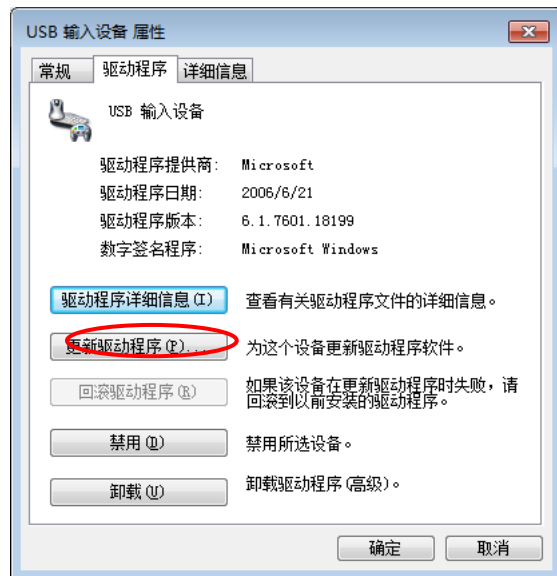 USB 输入设备 属性
常规 驱动程序 详细信息
USB 输入设备
驱动程序提供商: Microsoft
驱动程序日期: 2006/6/21
驱动程序版本: 6.1.7601.18199
数字签名程序: Microsoft Windows
驱动程序详细信息(I) 查看有关驱动程序文件的详细信息。
更新驱动程序(P)... 为这个设备更新驱动程序软件。
回滚驱动程序(R) 如果该设备在更新驱动程序时失败，请
回滚到以前安装的驱动程序。
禁用(D) 禁用所选设备。
卸载(U) 卸载驱动程序(高级)。
确定 取消